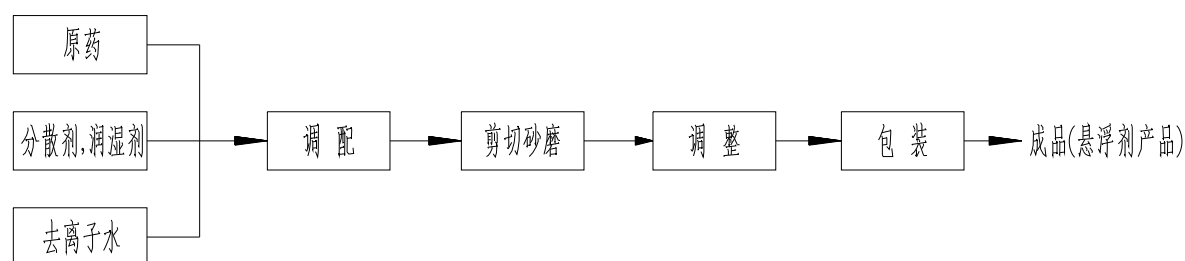 原药
分散剂,润湿剂
去离子水
调配
剪切砂磨
调整
包装
成品(悬浮剂产品)